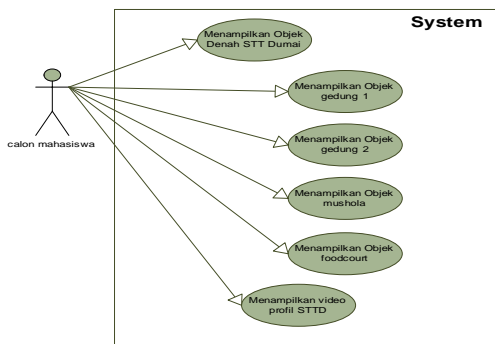 System
Menampilkan Objek
Denah STT Dumai
Menampilkan Objek
gedung 1
Menampilkan Objek
gedung 2
Menampilkan Objek
mushola
Menampilkan Objek
foodcourt
Menampilkan video
profil STTD
calon mahasiswa